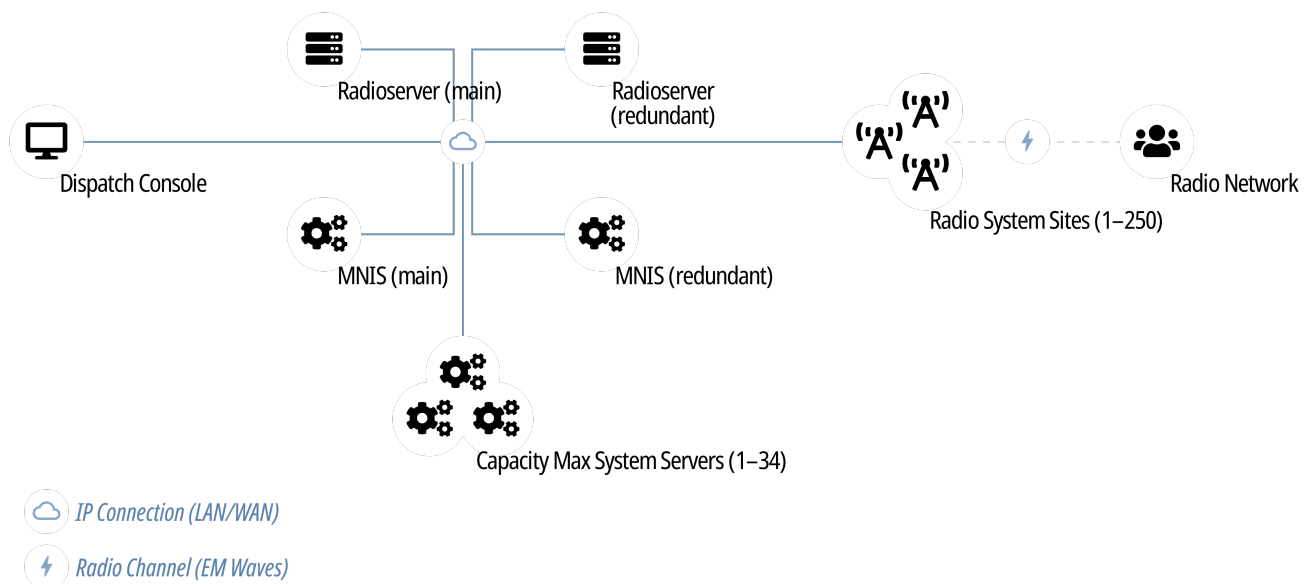 Radioserver (main)
Radioserver
(redundant)
Dispatch Console
Radio Network
Radio System Sites (1–250)
MNIS (main)
MNIS (redundant)
Capacity Max System Servers (1–34)
IP Connection (LAN/WAN)
Radio Channel (EM Waves)